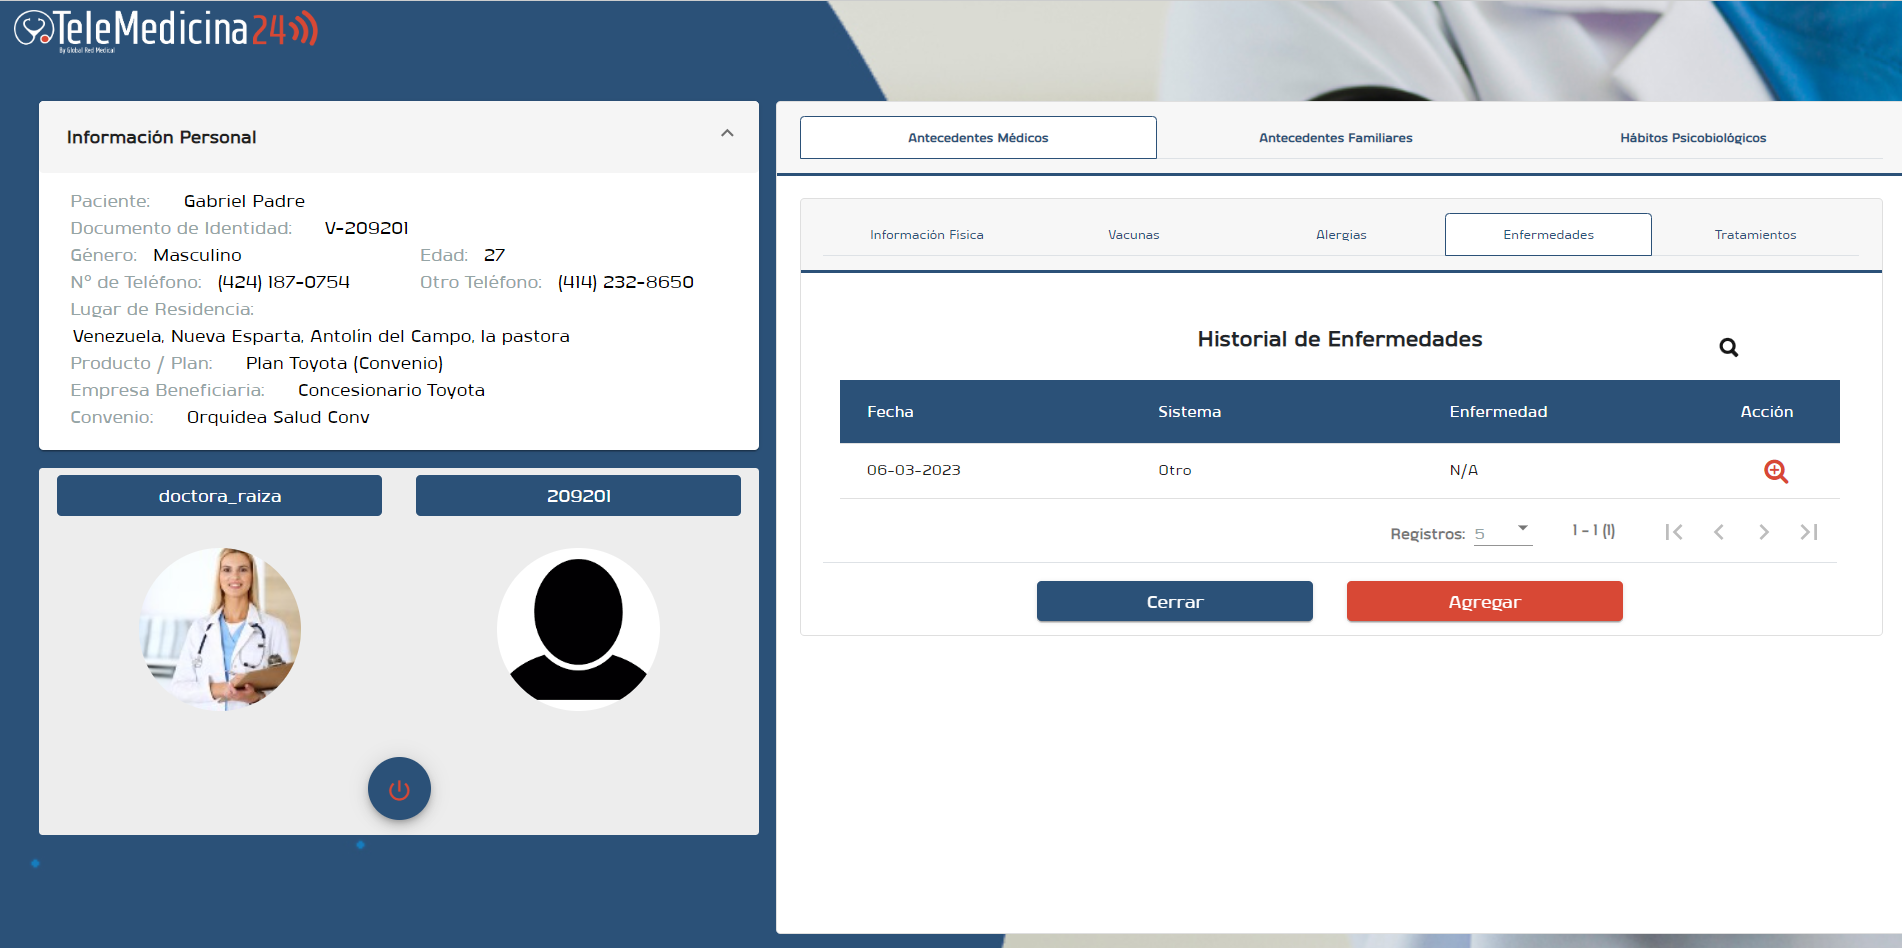 TeleMedicina24
By Global Red Medical
Información Personal
Paciente: Gabriel Padre
Documento de Identidad: V-209201
Género: Masculino Edad: 27
N° de Teléfono: (424) 187-0754 Otro Teléfono: (414) 232-8650
Lugar de Residencia:
Venezuela, Nueva Esparta, Antolín del Campo, la pastora
Producto / Plan: Plan Toyota (Convenio)
Empresa Beneficiaria: Concesionario Toyota
Convenio: Orquidea Salud Conv
doctora_raiza 209201
Antecedentes Médicos Antecedentes Familiares Hábitos Psicobiológicos
Información Fisica Vacunas Alergias Enfermedades Tratamientos
Historial de Enfermedades
Fecha Sistema Enfermedad Acción
06-03-2023 Otro N/A
Registros: 5 1 - 1 (1)
Cerrar Agregar